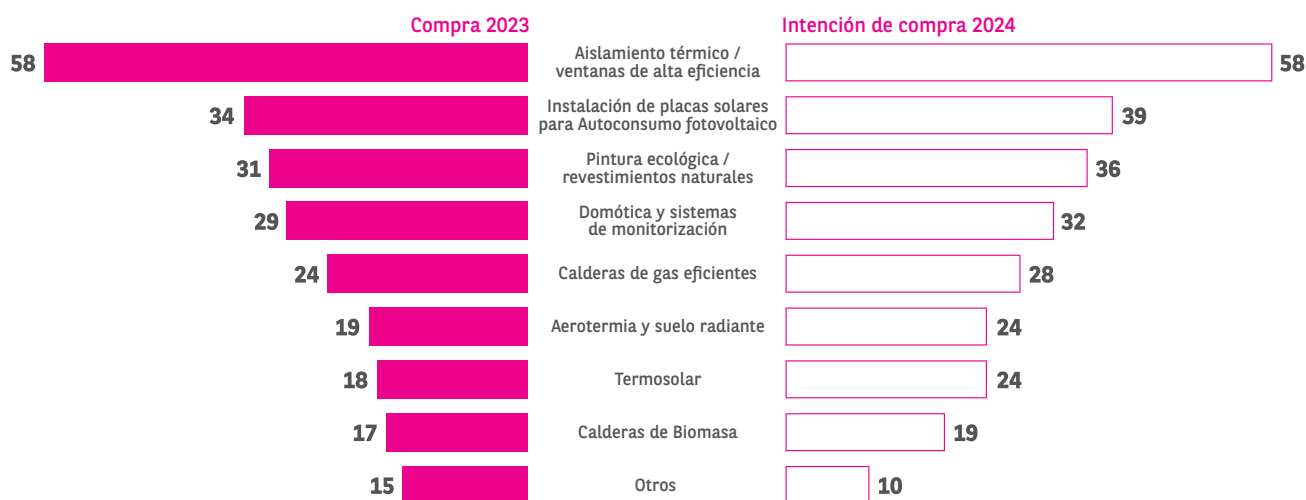 Compra 2023
Intención de compra 2024
58
Aislamiento térmico /
ventanas de alta eficiencia
58
34
Instalación de placas solares
para Autoconsumo fotovoltaico
39
31
Pintura ecológica /
revestimientos naturales
36
29
Domótica y sistemas
de monitorización
32
24
Calderas de gas eficientes
28
19
Aerotermia y suelo radiante
24
18
Termosolar
24
17
Calderas de Biomasa
19
15
Otros
10